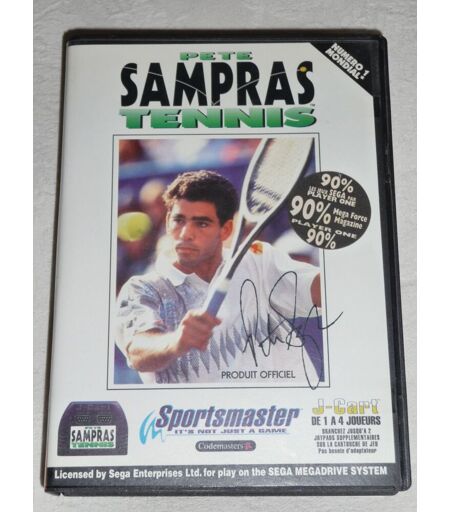 PETE
SAMPRAS
TENNIS™
NUMERO 1
MONDIAL
90%
PLAYER ONE
90% Mega Force
Magazine
PLAYER ONE
90%
PRODUIT OFFICIEL
PETE
SAMPRAS
TENNIS
Sportsmaster
IT'S NOT JUST A GAME
Codemasters
J-Cart
DE 1 A 4 JOUEURS
BRANCHEZ JUSQU'A 2
JOYPADS SUPPLEMENTAIRES
SUR LA CARTOUCHE DE JEU
Pas besoin d'adaptateur
Licensed by Sega Enterprises Ltd. for play on the SEGA MEGADRIVE SYSTEM